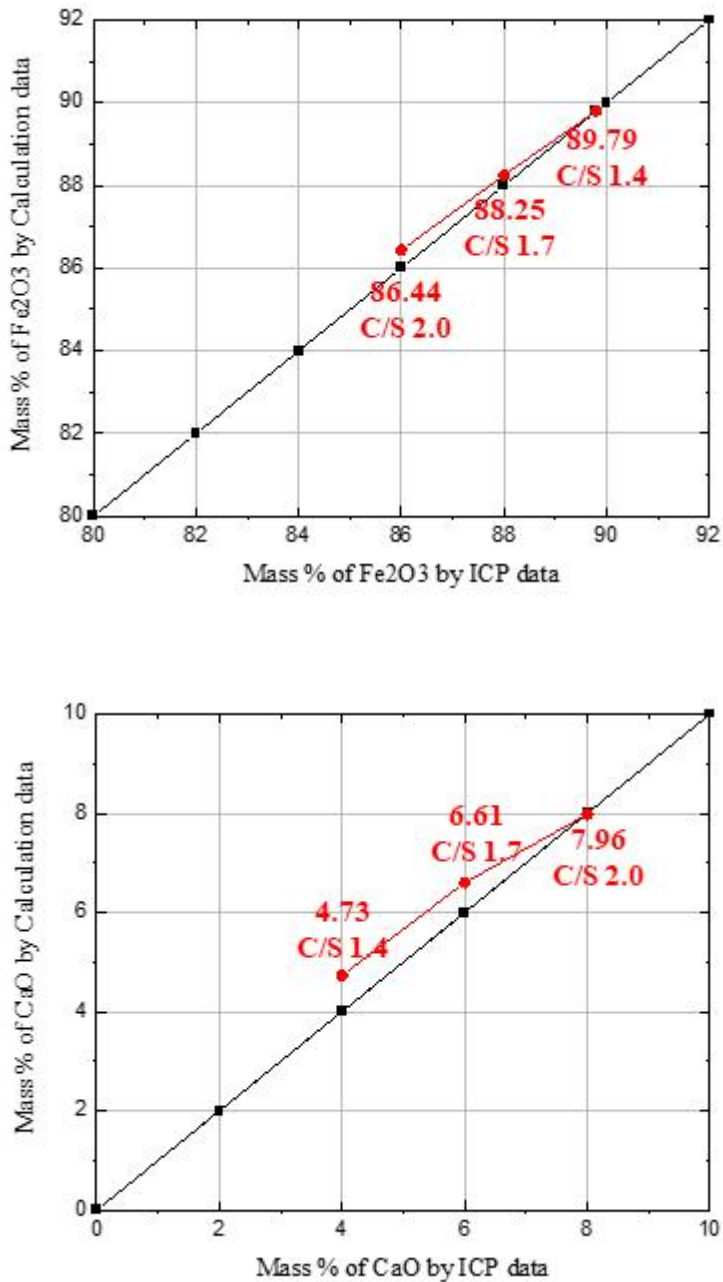 92
90
88
86
84
82
80
Mass % of Fe2O3 by Calculation data
89.79
C/S 1.4
88.25
C/S 1.7
86.44
C/S 2.0
80 82 84 86 88 90 92
Mass % of Fe2O3 by ICP data
10
8
6
4
2
0
Mass % of CaO by Calculation data
6.61
C/S 1.7
7.96
C/S 2.0
4.73
C/S 1.4
0 2 4 6 8 10
Mass % of CaO by ICP data